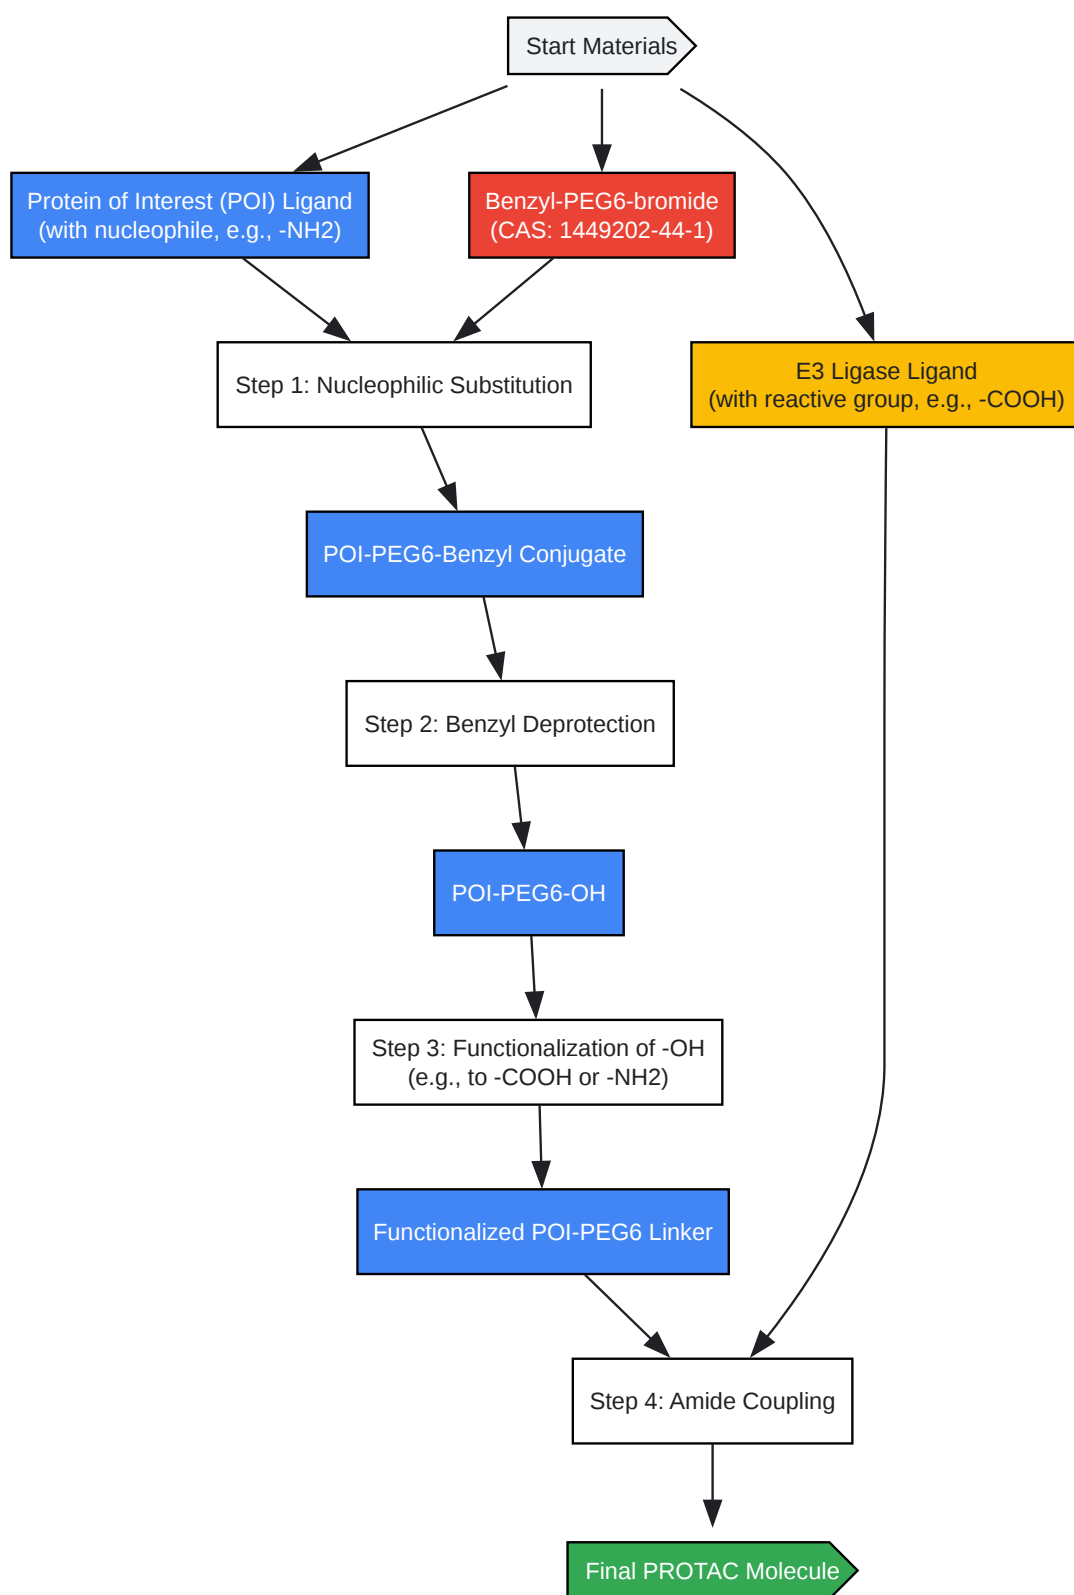 Start Materials
Protein of Interest (POI) Ligand
(with nucleophile, e.g., -NH2)
Benzyl-PEG6-bromide
(CAS: 1449202-44-1)
Step 1: Nucleophilic Substitution
E3 Ligase Ligand
(with reactive group, e.g., -COOH)
POI-PEG6-Benzyl Conjugate
Step 2: Benzyl Deprotection
POI-PEG6-OH
Step 3: Functionalization of -OH
(e.g., to -COOH or -NH2)
Functionalized POI-PEG6 Linker
Step 4: Amide Coupling
Final PROTAC Molecule